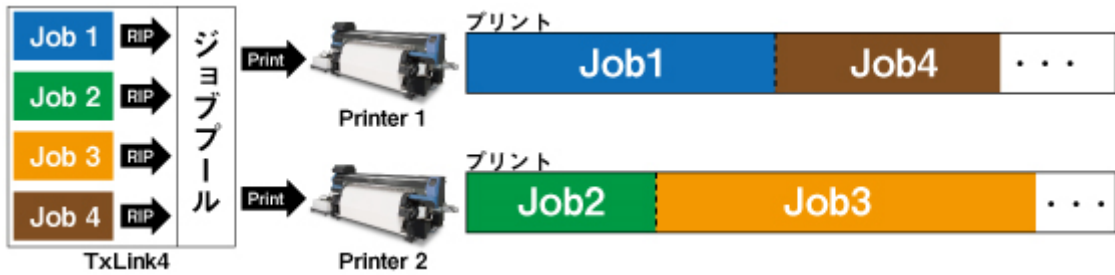 Job 1
RIP
Job 2
RIP
Job 3
RIP
Job 4
RIP
ジョブプール
TxLink4
Print
Printer 1
プリント
Job1
Job4
・・・
Print
Printer 2
プリント
Job2
Job3
・・・